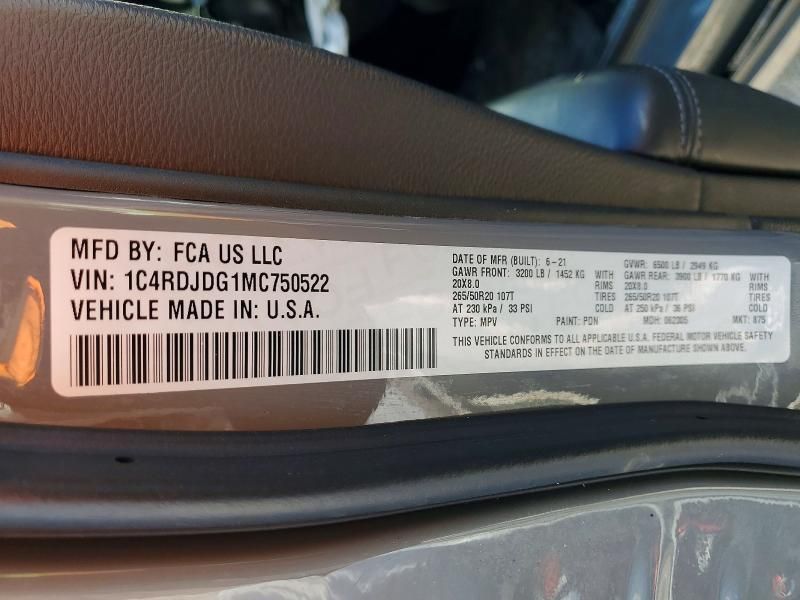 MFD BY: FCA US LLC
VIN: 1C4RDJDG1MC750522
VEHICLE MADE IN: U.S.A.
DATE OF MFR (BUILT): 6-21 GVWR: 6500 LB / 2949 KG
GAWR FRONT: 3200 LB / 1452 KG GAWR REAR: 3900 LB / 1770 KG
20X8.0 RIMS 20X8.0 RIMS
265/50R20 107T TIRES 265/50R20 107T TIRES
AT 230 kPa / 33 PSI COLD AT 250 kPa / 36 PSI COLD
TYPE: MPV PAINT: PDN MDH: 062305 MKT: 875
THIS VEHICLE CONFORMS TO ALL APPLICABLE U.S.A. FEDERAL MOTOR VEHICLE SAFETY
STANDARDS IN EFFECT ON THE DATE OF MANUFACTURE SHOWN ABOVE.